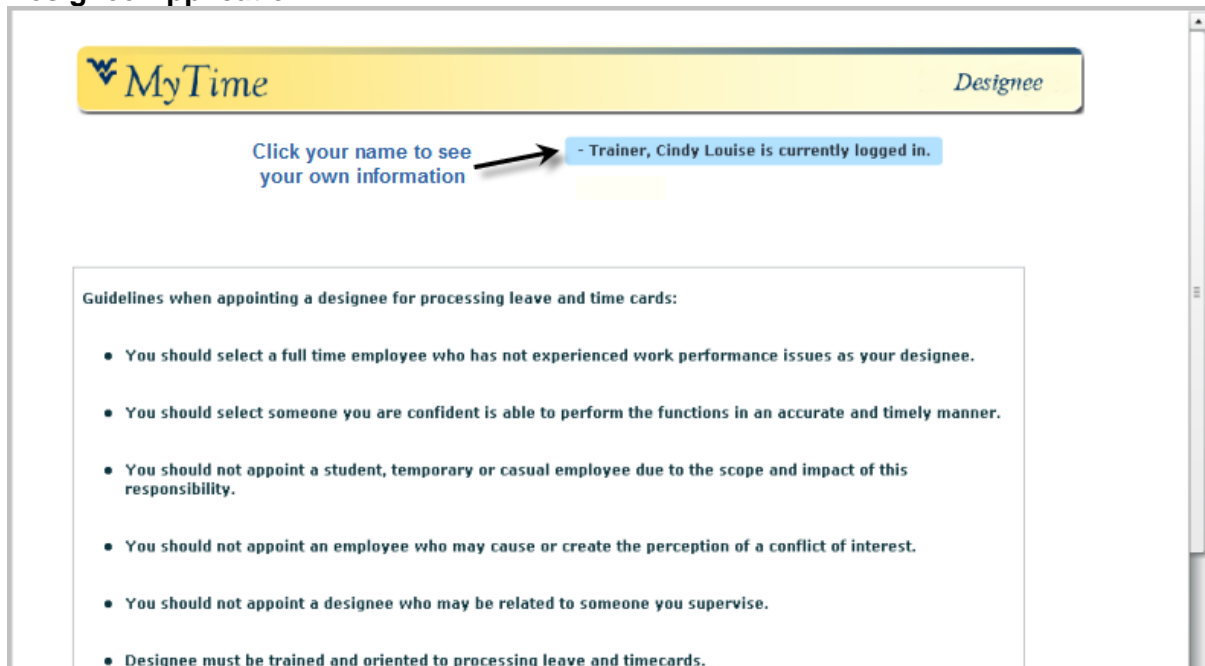 MyTime
Designee
Click your name to see
your own information
- Trainer, Cindy Louise is currently logged in.
Guidelines when appointing a designee for processing leave and time cards:
• You should select a full time employee who has not experienced work performance issues as your designee.
• You should select someone you are confident is able to perform the functions in an accurate and timely manner.
• You should not appoint a student, temporary or casual employee due to the scope and impact of this
responsibility.
• You should not appoint an employee who may cause or create the perception of a conflict of interest.
• You should not appoint a designee who may be related to someone you supervise.
• Designee must be trained and oriented to processing leave and timecards.